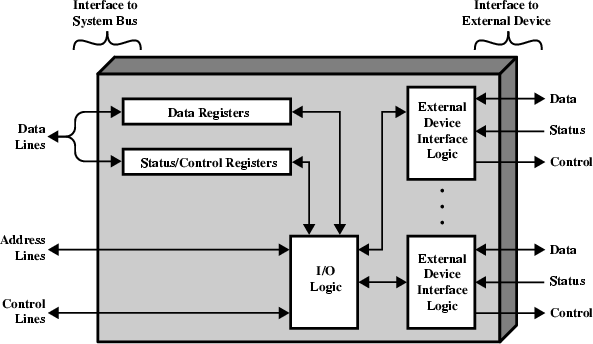 Interface to
System Bus
Interface to
External Device
Data Registers
External
Device
Interface
Logic
Data
Status
Control
Data
Lines
Status/Control Registers
Address
Lines
I/O
Logic
External
Device
Interface
Logic
Data
Status
Control
Control
Lines